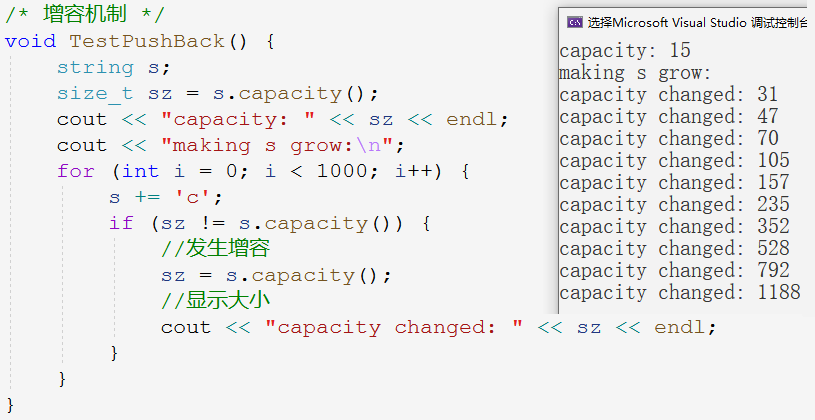 /* 增容机制 */
void TestPushBack() {
    string s;
    size_t sz = s.capacity();
    cout << "capacity: " << sz << endl;
    cout << "making s grow:\n";
    for (int i = 0; i < 1000; i++) {
        s += 'c';
        if (sz != s.capacity()) {
            //发生增容
            sz = s.capacity();
            //显示大小
            cout << "capacity changed: " << sz << endl;
        }
    }
}
选择Microsoft Visual Studio 调试控制台
capacity: 15
making s grow:
capacity changed: 31
capacity changed: 47
capacity changed: 70
capacity changed: 105
capacity changed: 157
capacity changed: 235
capacity changed: 352
capacity changed: 528
capacity changed: 792
capacity changed: 1188